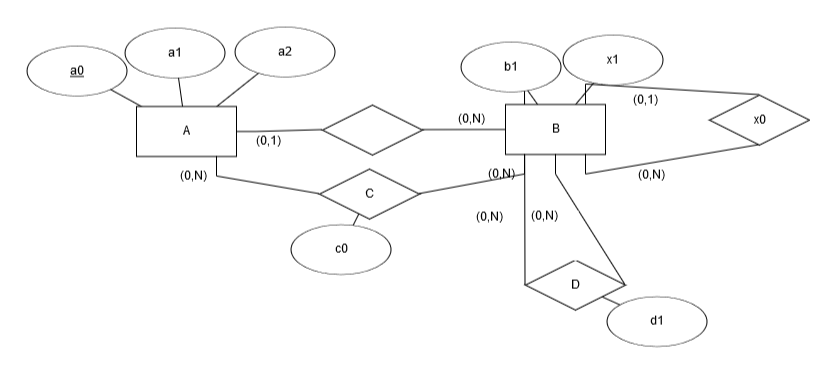 a0
a1
a2
b1
x1
A
(0,1)
(0,N)
B
(0,1)
x0
(0,N)
C
(0,N)
(0,N)
c0
(0,N)
(0,N)
D
d1